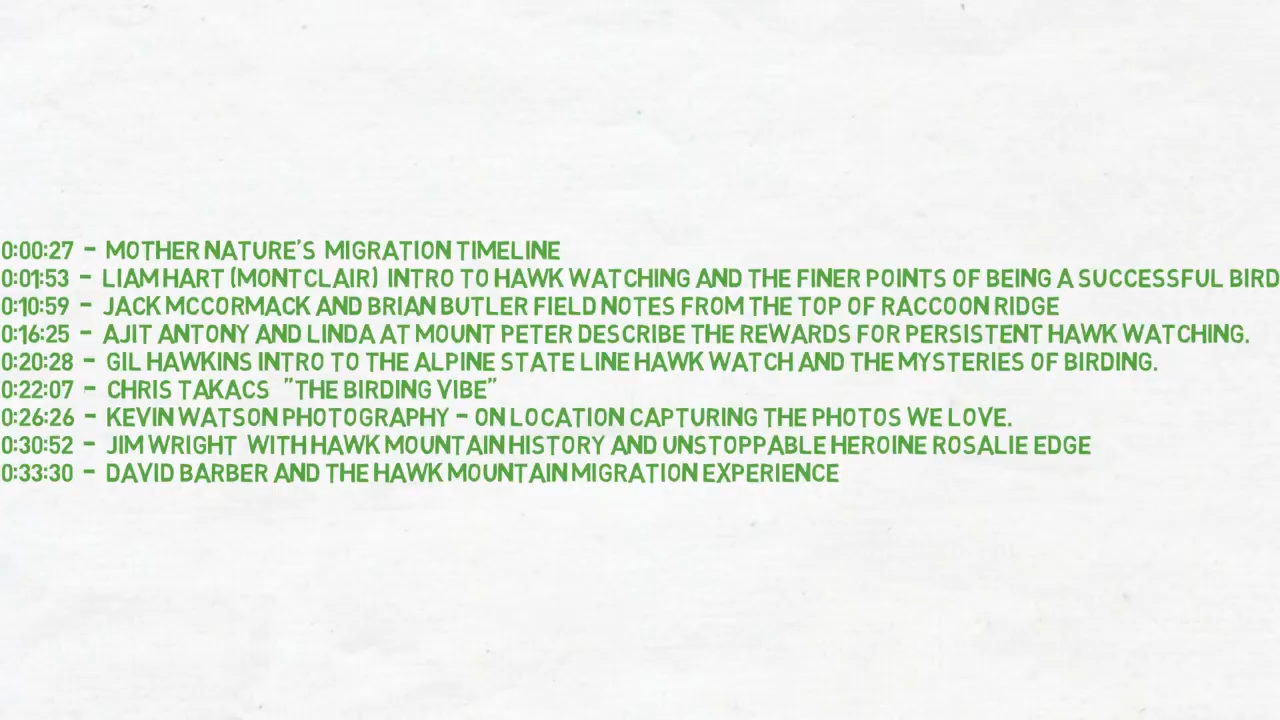 0:00:27 - MOTHER NATURE'S MIGRATION TIMELINE
0:01:53 - LIAM HART (MONTCLAIR) INTRO TO HAWK WATCHING AND THE FINER POINTS OF BEING A SUCCESSFUL BIRD
0:10:59 - JACK MCCORMACK AND BRIAN BUTLER FIELD NOTES FROM THE TOP OF RACCOON RIDGE
0:16:25 - AJIT ANTONY AND LINDA AT MOUNT PETER DESCRIBE THE REWARDS FOR PERSISTENT HAWK WATCHING.
0:20:28 - GIL HAWKINS INTRO TO THE ALPINE STATE LINE HAWK WATCH AND THE MYSTERIES OF BIRDING.
0:22:07 - CHRIS TAKACS "THE BIRDING VIBE"
0:26:26 - KEVIN WATSON PHOTOGRAPHY - ON LOCATION CAPTURING THE PHOTOS WE LOVE.
0:30:52 - JIM WRIGHT WITH HAWK MOUNTAIN HISTORY AND UNSTOPPABLE HEROINE ROSALIE EDGE
0:33:30 - DAVID BARBER AND THE HAWK MOUNTAIN MIGRATION EXPERIENCE